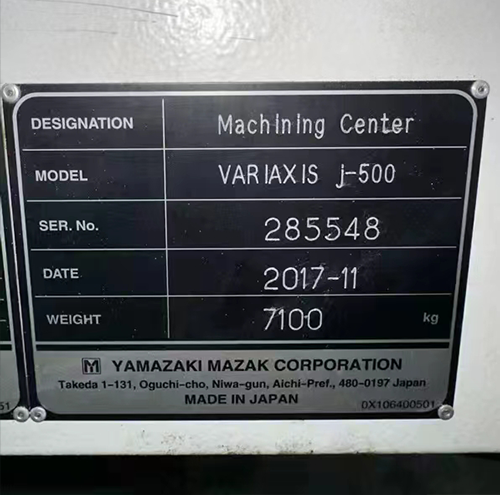 DESIGNATION Machining Center
MODEL VARIAXIS j-500
SER. No. 285548
DATE 2017-11
WEIGHT 7100 kg
M YAMAZAKI MAZAK CORPORATION
Takeda 1-131, Oguchi-cho, Niwa-gun, Aichi-Pref., 480-0197 Japan
MADE IN JAPAN
DX106400501
51